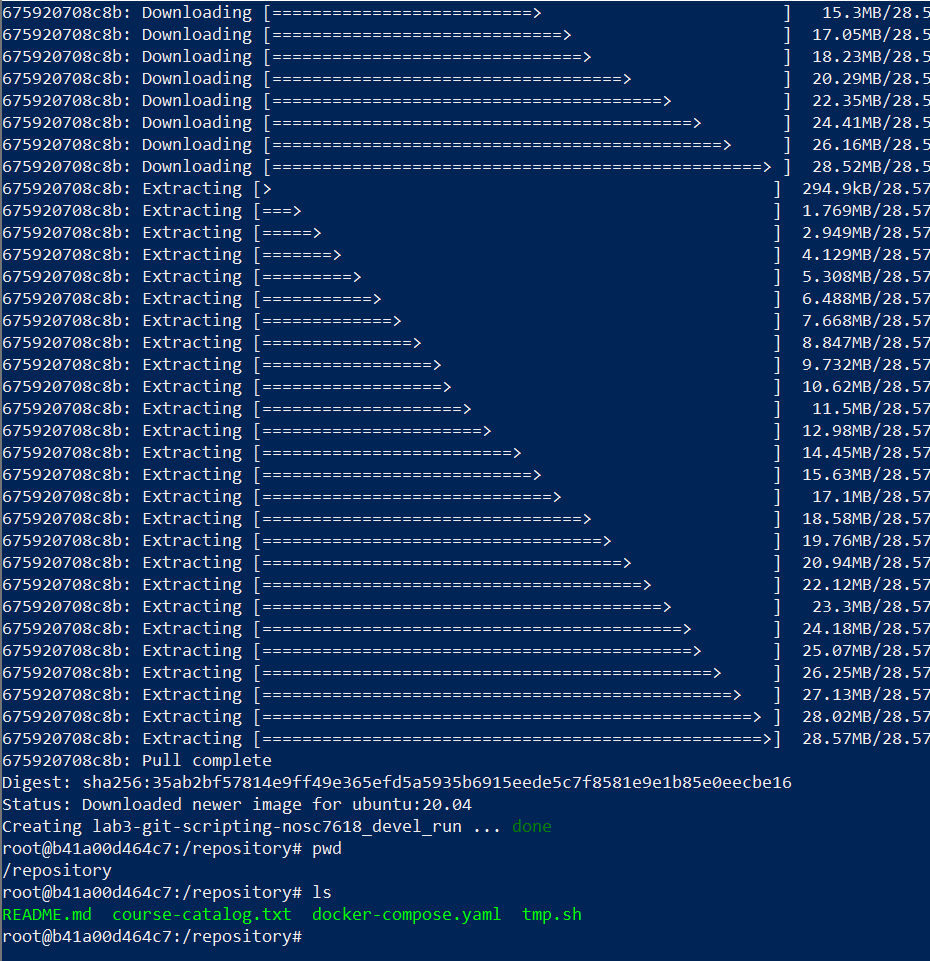 675920708c8b: Downloading [==========================>                        ]   15.3MB/28.5
675920708c8b: Downloading [=============================>                     ]  17.05MB/28.5
675920708c8b: Downloading [===============================>                   ]  18.23MB/28.5
675920708c8b: Downloading [===================================>               ]  20.29MB/28.5
675920708c8b: Downloading [=======================================>           ]  22.35MB/28.5
675920708c8b: Downloading [==========================================>        ]  24.41MB/28.5
675920708c8b: Downloading [=============================================>     ]  26.16MB/28.5
675920708c8b: Downloading [=================================================> ]  28.52MB/28.5
675920708c8b: Extracting [>                                                  ]  294.9kB/28.57
675920708c8b: Extracting [===>                                               ]  1.769MB/28.57
675920708c8b: Extracting [=====>                                             ]  2.949MB/28.57
675920708c8b: Extracting [=======>                                           ]  4.129MB/28.57
675920708c8b: Extracting [=========>                                         ]  5.308MB/28.57
675920708c8b: Extracting [===========>                                       ]  6.488MB/28.57
675920708c8b: Extracting [=============>                                     ]  7.668MB/28.57
675920708c8b: Extracting [===============>                                   ]  8.847MB/28.57
675920708c8b: Extracting [=================>                                 ]  9.732MB/28.57
675920708c8b: Extracting [==================>                                ]  10.62MB/28.57
675920708c8b: Extracting [====================>                              ]   11.5MB/28.57
675920708c8b: Extracting [======================>                            ]  12.98MB/28.57
675920708c8b: Extracting [=========================>                         ]  14.45MB/28.57
675920708c8b: Extracting [===========================>                       ]  15.63MB/28.57
675920708c8b: Extracting [=============================>                     ]   17.1MB/28.57
675920708c8b: Extracting [================================>                  ]  18.58MB/28.57
675920708c8b: Extracting [==================================>                ]  19.76MB/28.57
675920708c8b: Extracting [====================================>              ]  20.94MB/28.57
675920708c8b: Extracting [======================================>            ]  22.12MB/28.57
675920708c8b: Extracting [========================================>          ]   23.3MB/28.57
675920708c8b: Extracting [==========================================>        ]  24.18MB/28.57
675920708c8b: Extracting [===========================================>       ]  25.07MB/28.57
675920708c8b: Extracting [=============================================>     ]  26.25MB/28.57
675920708c8b: Extracting [===============================================>   ]  27.13MB/28.57
675920708c8b: Extracting [=================================================> ]  28.02MB/28.57
675920708c8b: Extracting [==================================================>]  28.57MB/28.57
675920708c8b: Pull complete
Digest: sha256:35ab2bf57814e9ff49e365efd5a5935b6915eede5c7f8581e9e1b85e0eecbe16
Status: Downloaded newer image for ubuntu:20.04
Creating lab3-git-scripting-nosc7618_devel_run ... done
root@b41a00d464c7:/repository# pwd
/repository
root@b41a00d464c7:/repository# ls
README.md  course-catalog.txt  docker-compose.yaml  tmp.sh
root@b41a00d464c7:/repository#